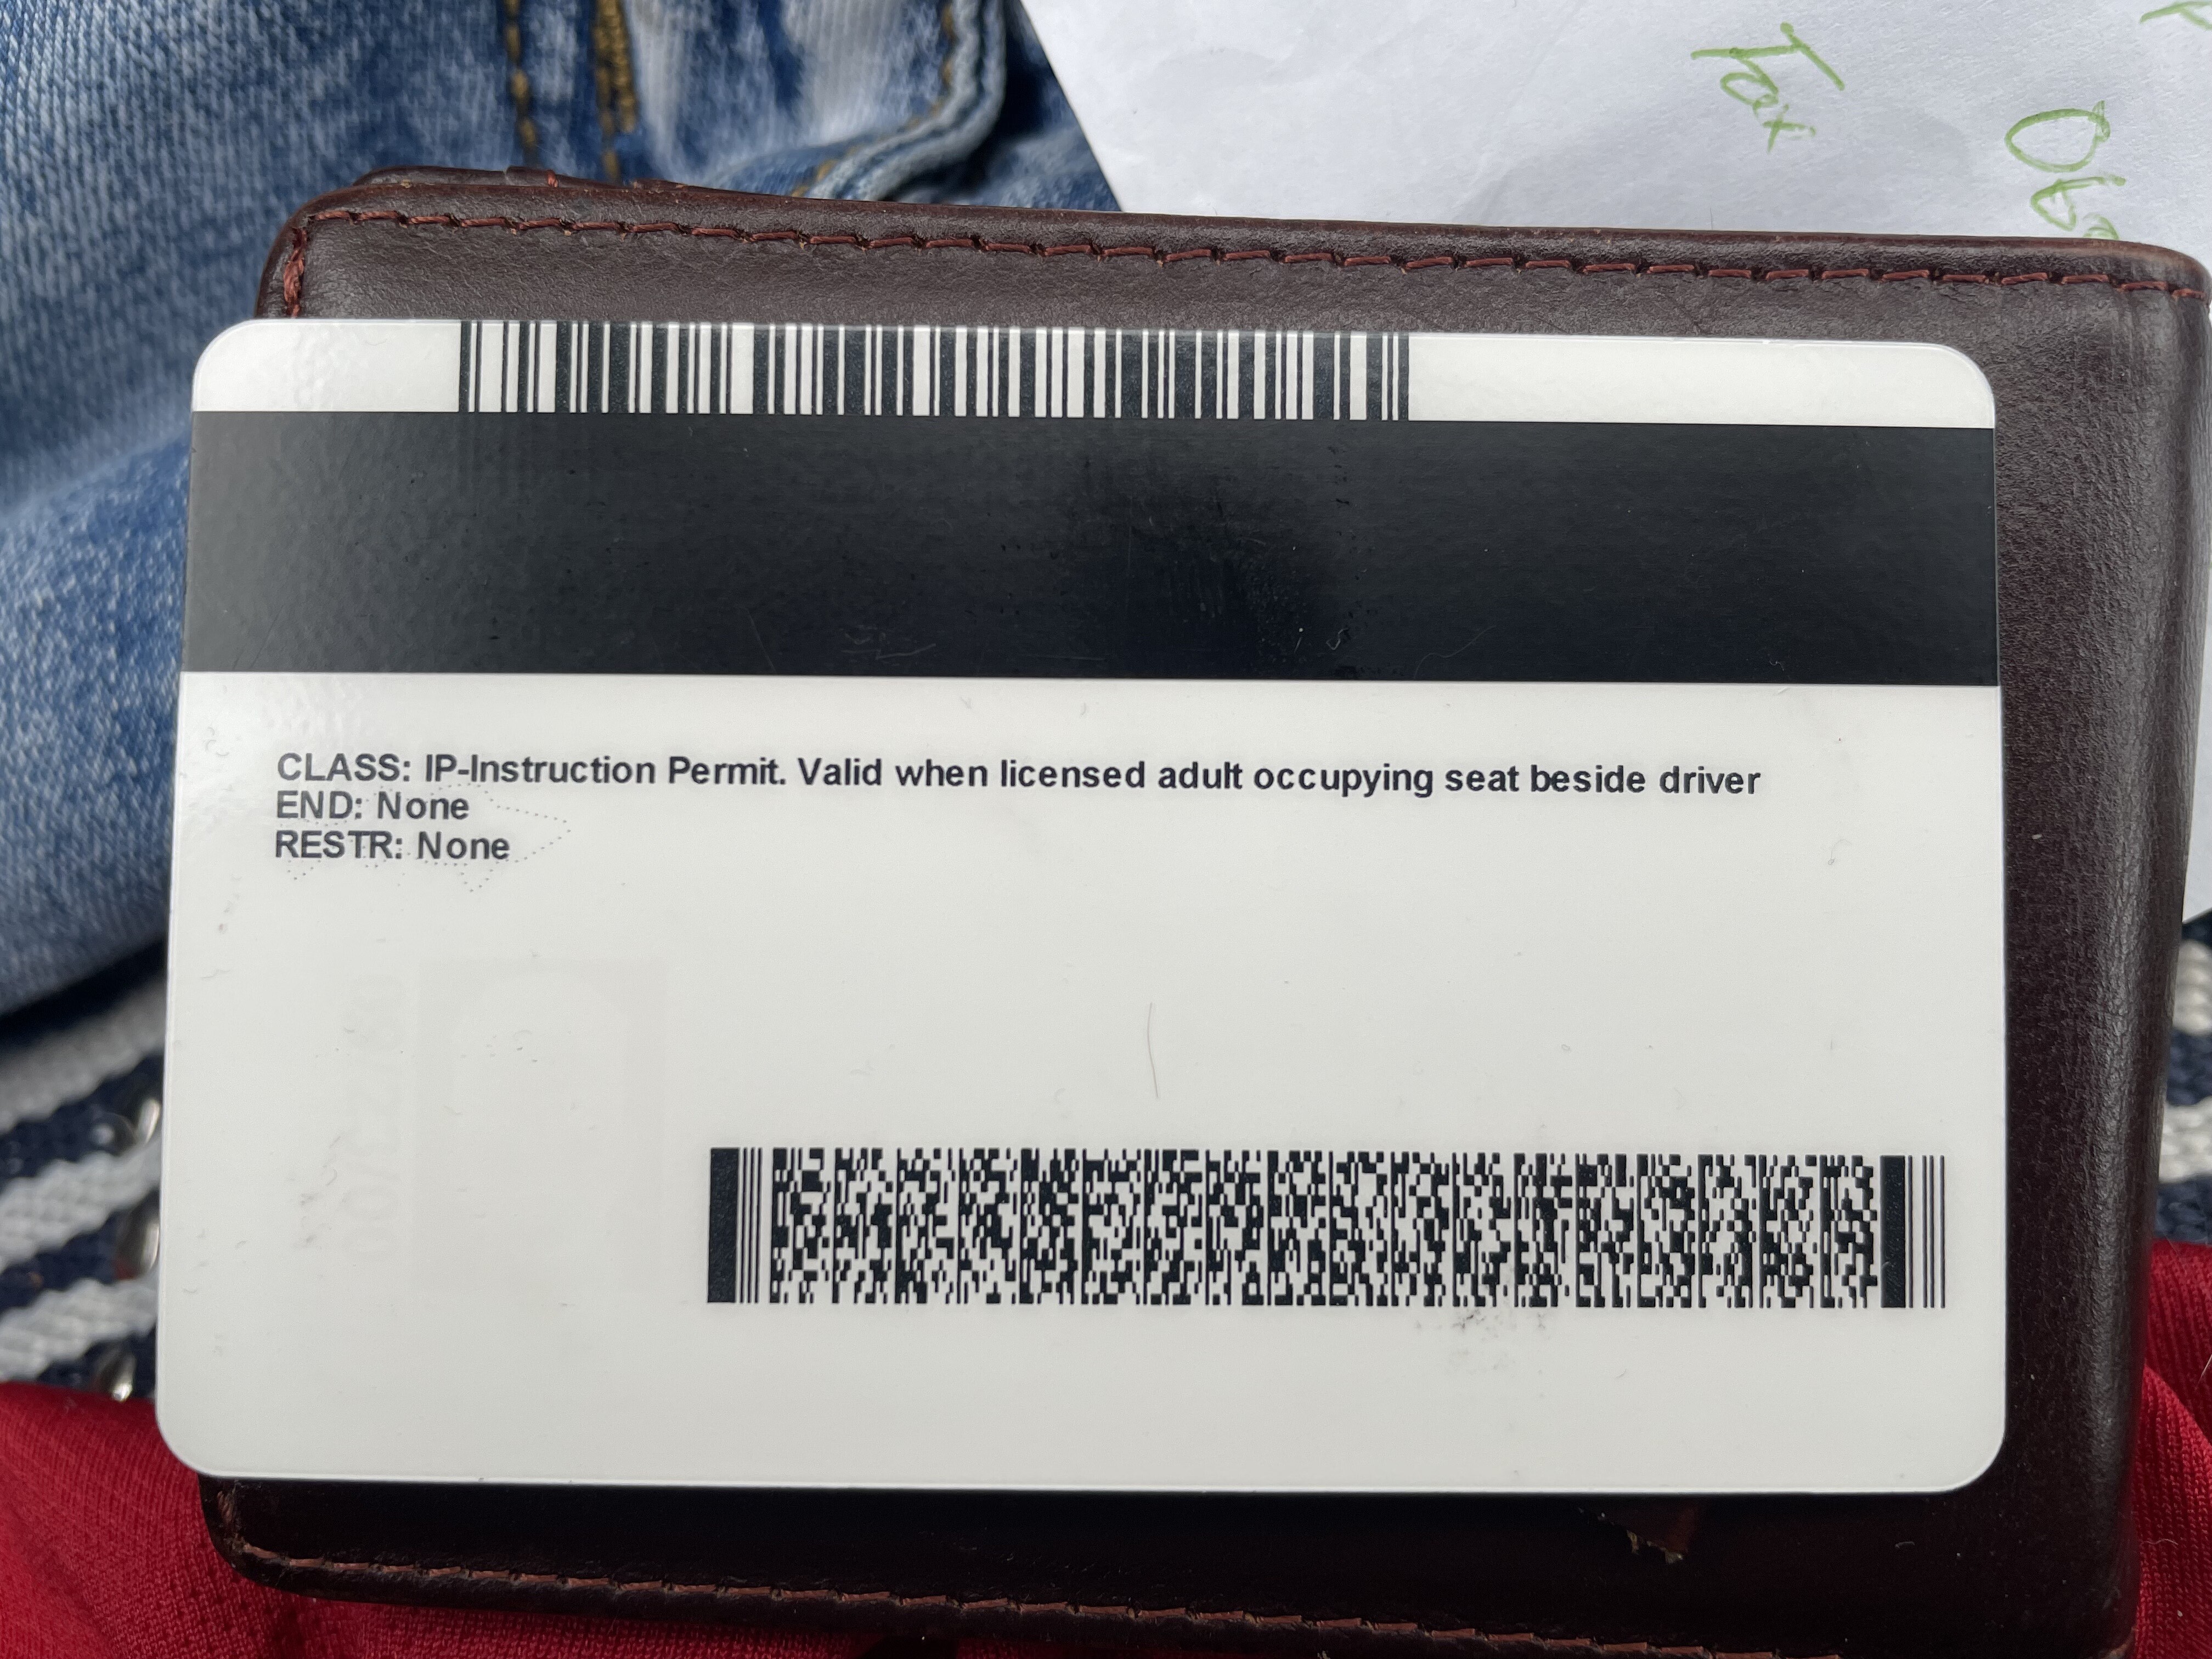 Tax
CLASS: IP-Instruction Permit. Valid when licensed adult occupying seat beside driver
END: None
RESTR: None